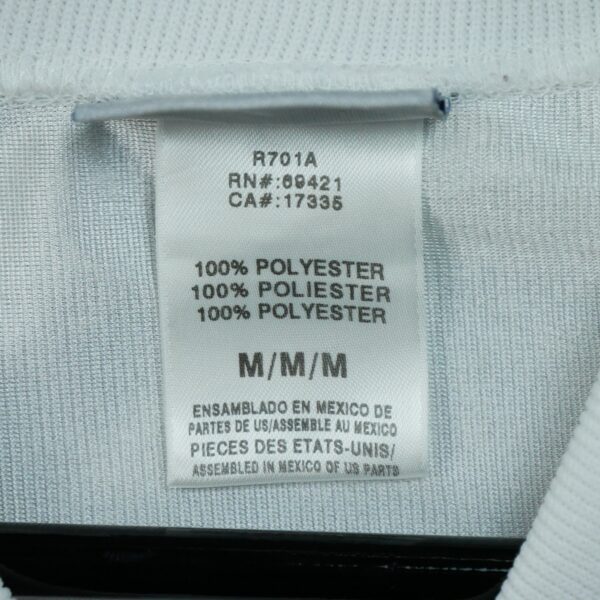 R701A
RN#:69421
CA#:17335
100% POLYESTER
100% POLIESTER
100% POLYESTER
M/M/M
ENSAMBLADO EN MEXICO DE
PARTES DE US/ASSEMBLE AU MEXICO
PIECES DES ETATS-UNIS/
ASSEMBLED IN MEXICO OF US PARTS